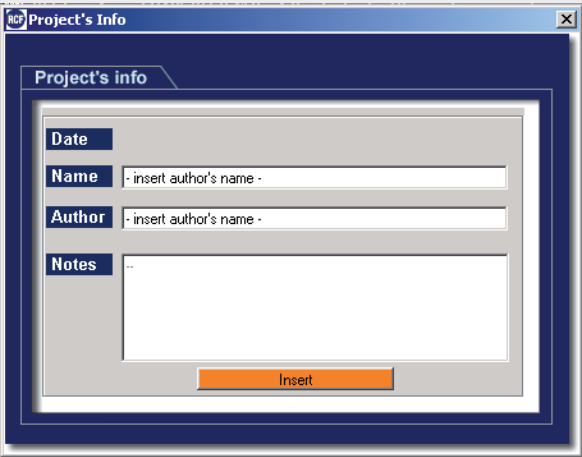 RCF Project's Info
Project's info
Date
Name - insert author's name -
Author - insert author's name -
Notes --
Insert